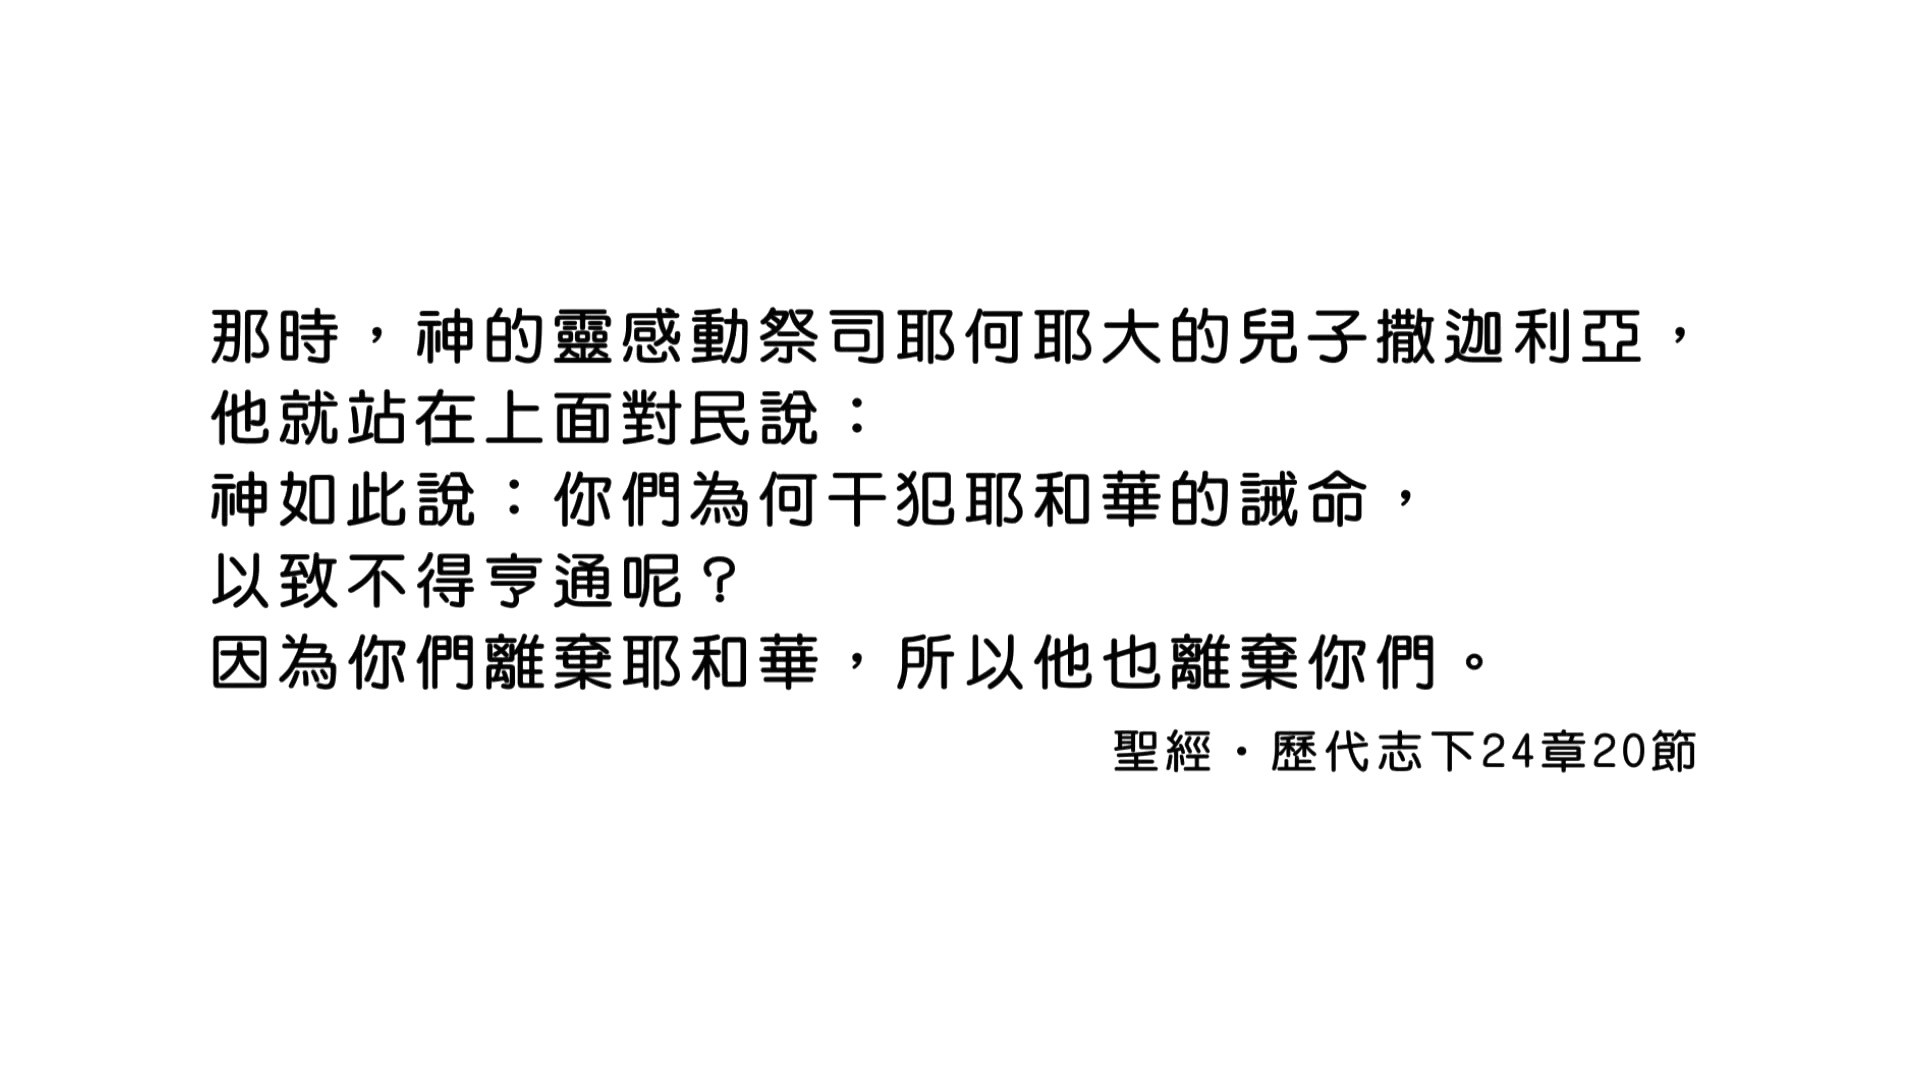 那時，神的靈感動祭司耶何耶大的兒子撒迦利亞，
他就站在上面對民說：
神如此說：你們為何干犯耶和華的誡命，
以致不得亨通呢？
因為你們離棄耶和華，所以他也離棄你們。
聖經・歷代志下24章20節